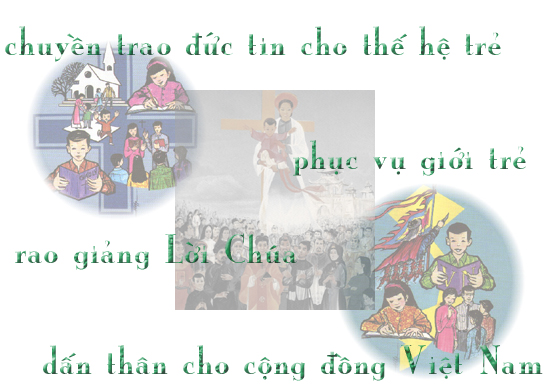 chuyền trao đức tin cho thế hệ trẻ
phục vụ giới trẻ
rao giảng Lời Chúa
dấn thân cho cộng đồng Việt Nam